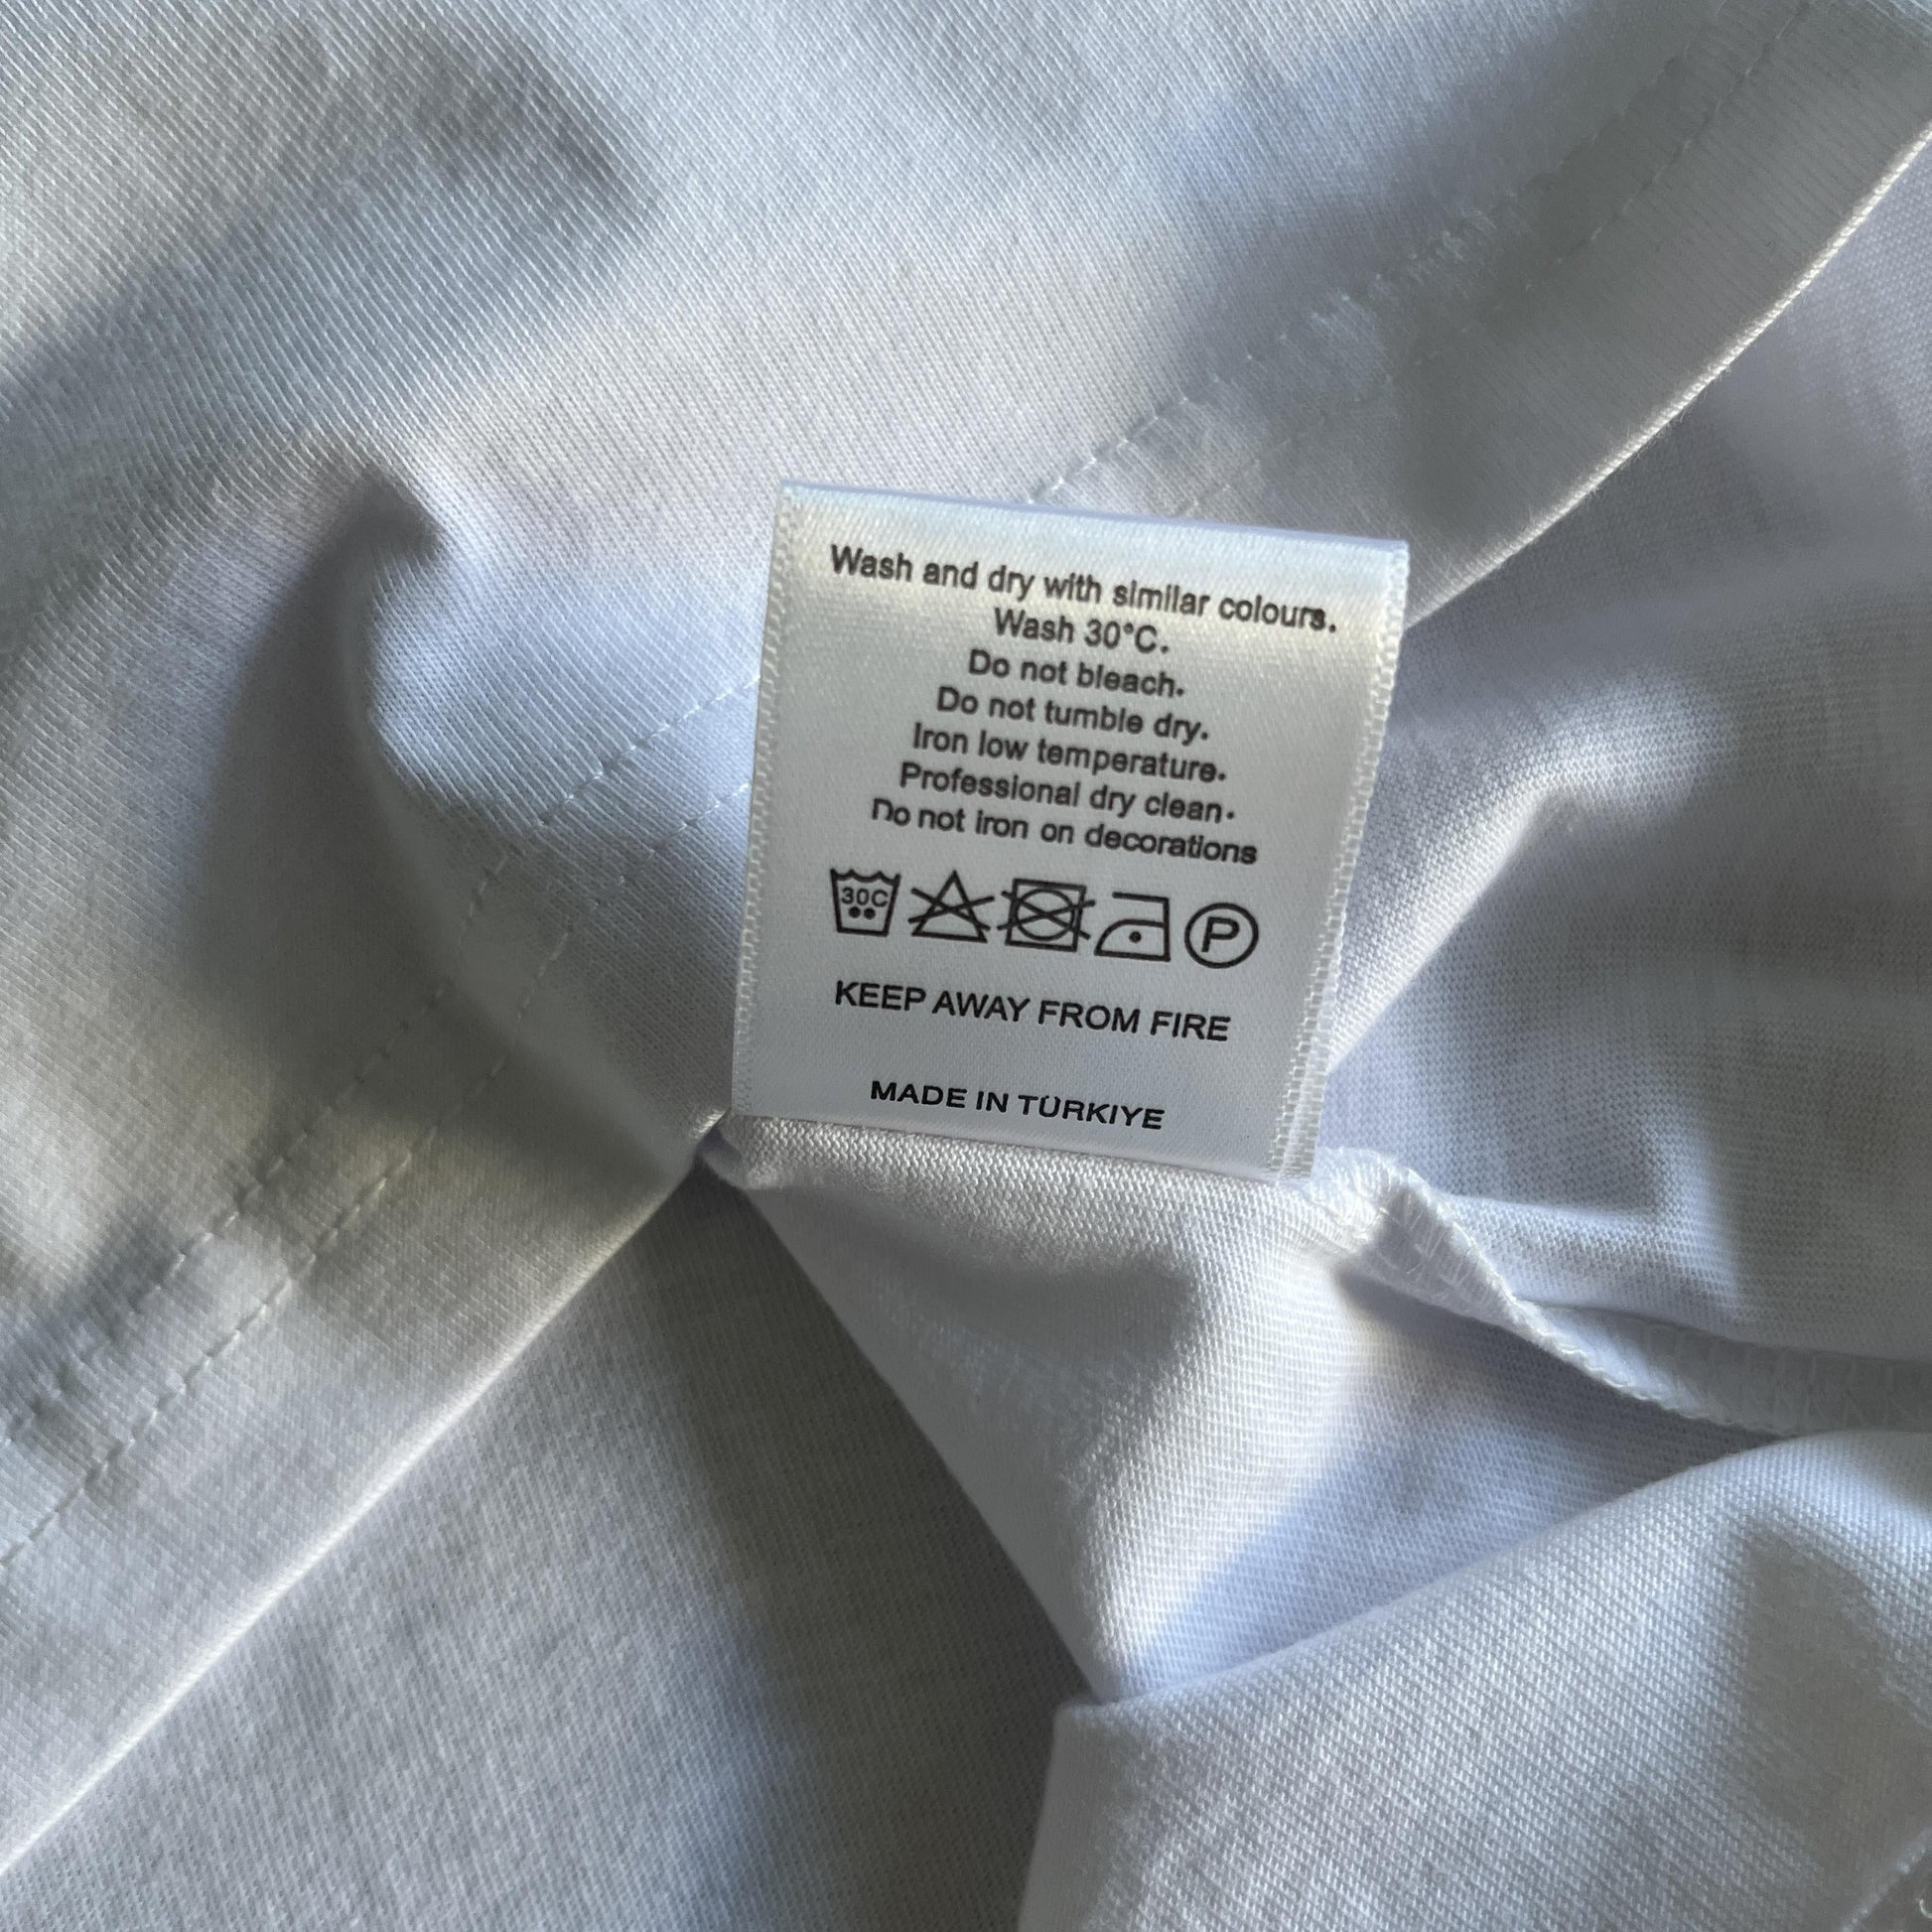 Wash and dry with similar colours.
Wash 30°C.
Do not bleach.
Do not tumble dry.
Iron low temperature.
Professional dry clean.
Do not iron on decorations
30C P
KEEP AWAY FROM FIRE
MADE IN TÜRKIYE